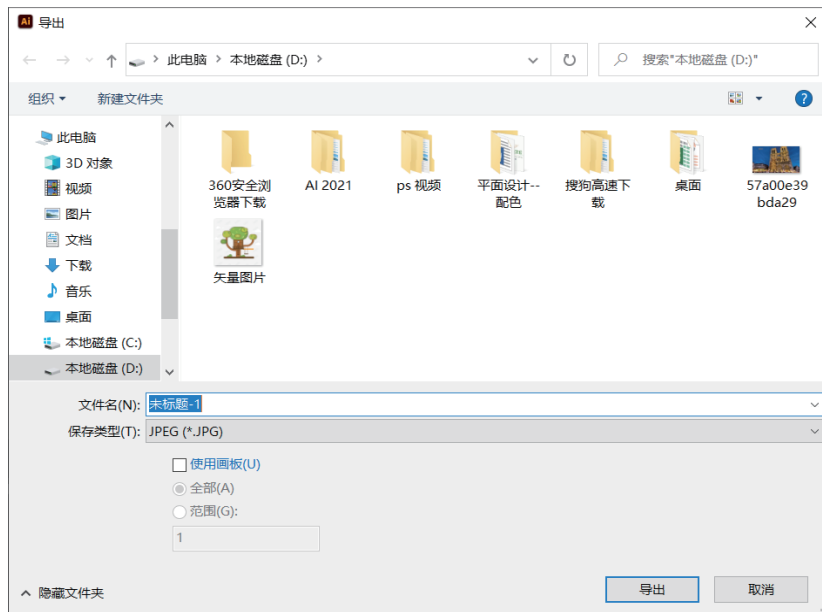 Ai 导出
此电脑 本地磁盘 (D:)
搜索"本地磁盘 (D:)"
组织
新建文件夹
?
此电脑
3D 对象
视频
图片
文档
下载
音乐
桌面
本地磁盘 (C:)
本地磁盘 (D:)
360安全浏
览器下载
AI 2021
ps 视频
平面设计--
配色
搜狗高速下
载
桌面
57a00e39
bda29
矢量图片
文件名(N): 未标题-1
保存类型(T): JPEG (*.JPG)
使用画板(U)
全部(A)
范围(G):
1
隐藏文件夹
导出
取消